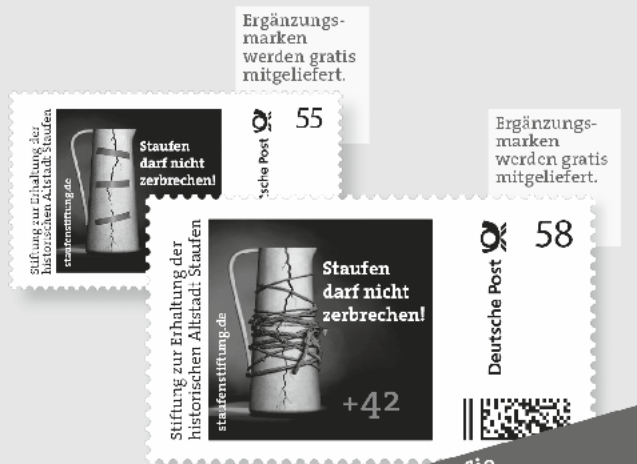 Ergänzungs-
marken
werden gratis
mitgeliefert.
Stiftung zur Erhaltung der
historischen Altstadt Staufen
staufenstiftung.de
Staufen
darf nicht
zerbrechen!
55
Ergänzungs-
marken
werden gratis
mitgeliefert.
Stiftung zur Erhaltung der
historischen Altstadt Staufen
staufenstiftung.de
Staufen
darf nicht
zerbrechen!
+42
Deutsche Post
58